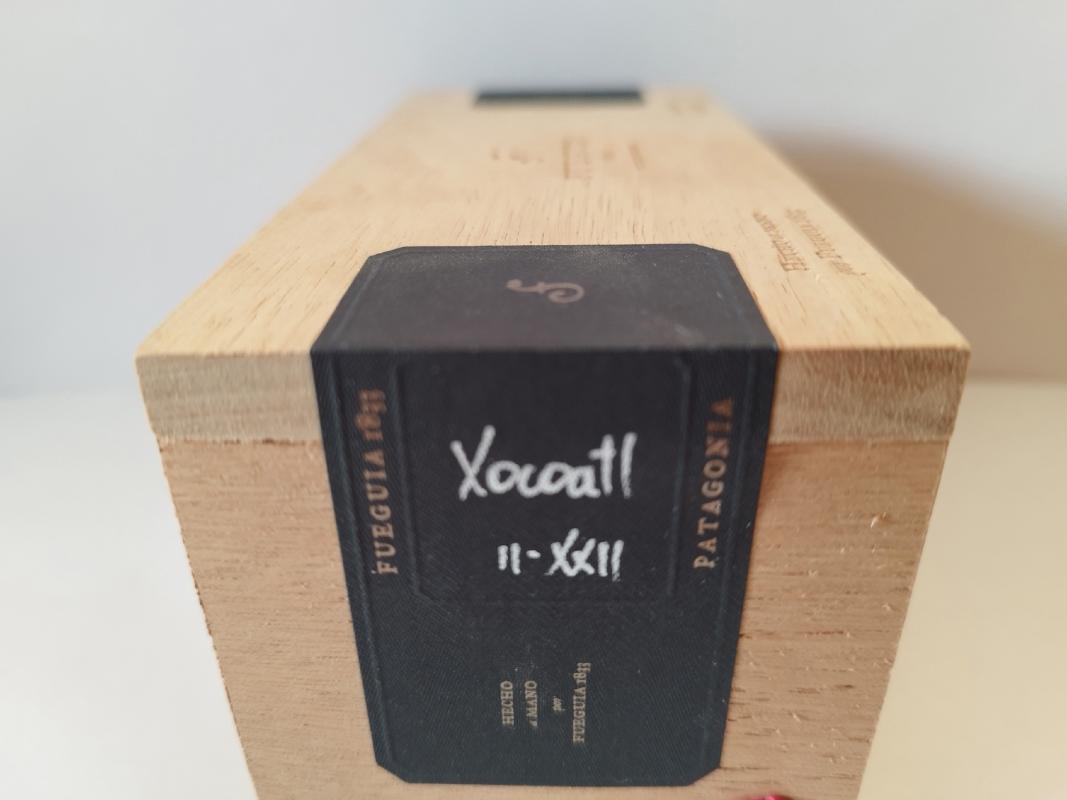 FUEGUIA 1833
Xocoatl
II-XXII
PATAGONIA
HECHO
a MANO
por
FUEGUIA 1833